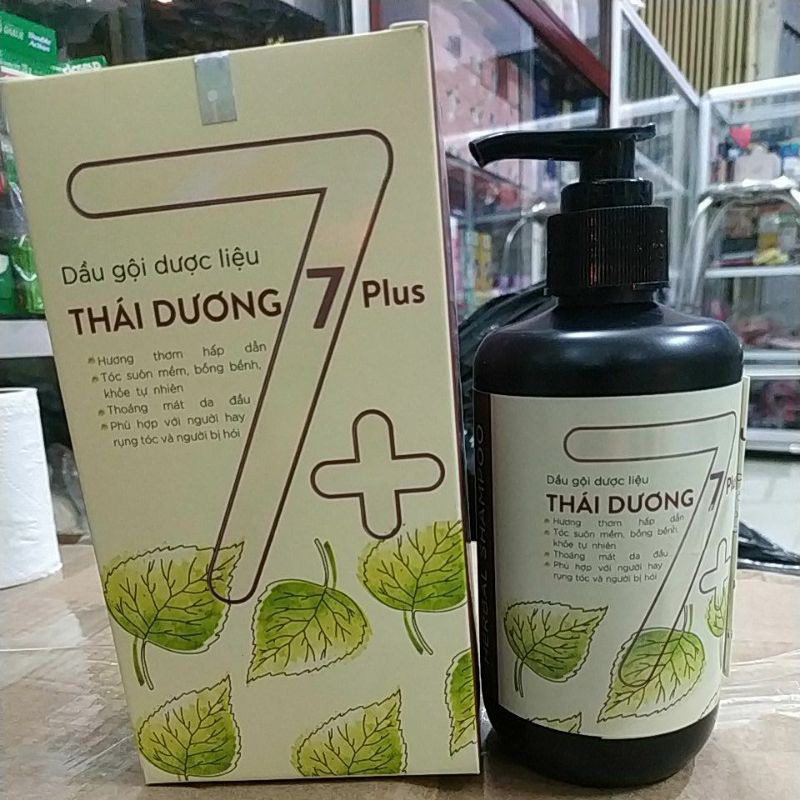 7
Dầu gội dược liệu
THÁI DƯƠNG 7 Plus
Hương thơm hấp dẫn
Tóc suôn mềm, bồng bềnh,
khỏe tự nhiên
Thoáng mát da đầu
Phù hợp với người hay
rụng tóc và người bị hói
+
HERBAL SHAMPOO
7
Dầu gội dược liệu
THÁI DƯƠNG 7 Plus
Hương thơm hấp dẫn
Tóc suôn mềm, bồng bềnh,
khỏe tự nhiên
Thoáng mát da đầu
Phù hợp với người hay
rụng tóc và người bị hói
+